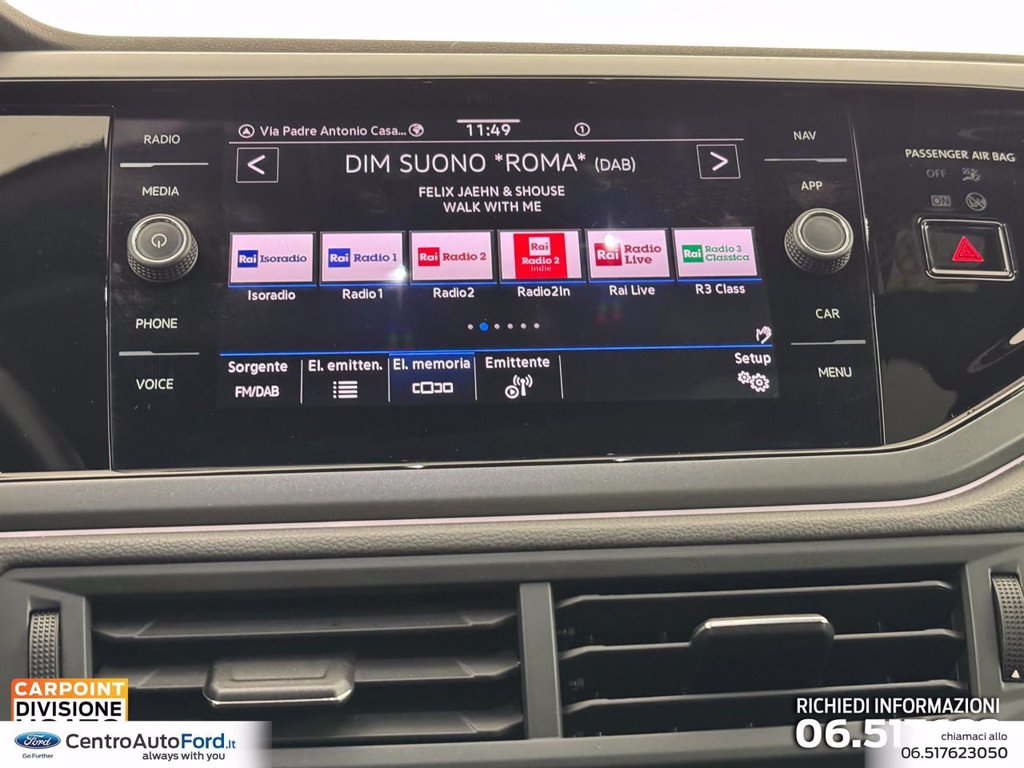 RADIO
MEDIA
PHONE
VOICE
Via Padre Antonio Casa...
11:49
1
<
DIM SUONO *ROMA* (DAB)
>
FELIX JAEHN & SHOUSE
WALK WITH ME
Rai Isoradio
Rai Radio 1
Rai Radio 2
Rai
Radio 2
indie
Rai Radio
Live
Rai Radio 3
Classica
Isoradio
Radio1
Radio2
Radio2In
Rai Live
R3 Class
Sorgente
FM/DAB
El. emitten.
El. memoria
Emittente
Setup
NAV
APP
CAR
MENU
PASSENGER AIR BAG
OFF
ON
CARPOINT
DIVISIONE
Ford
Go Further
CentroAutoFord.it
always with you
RICHIEDI INFORMAZIONI
chiamaci allo
06.517623050